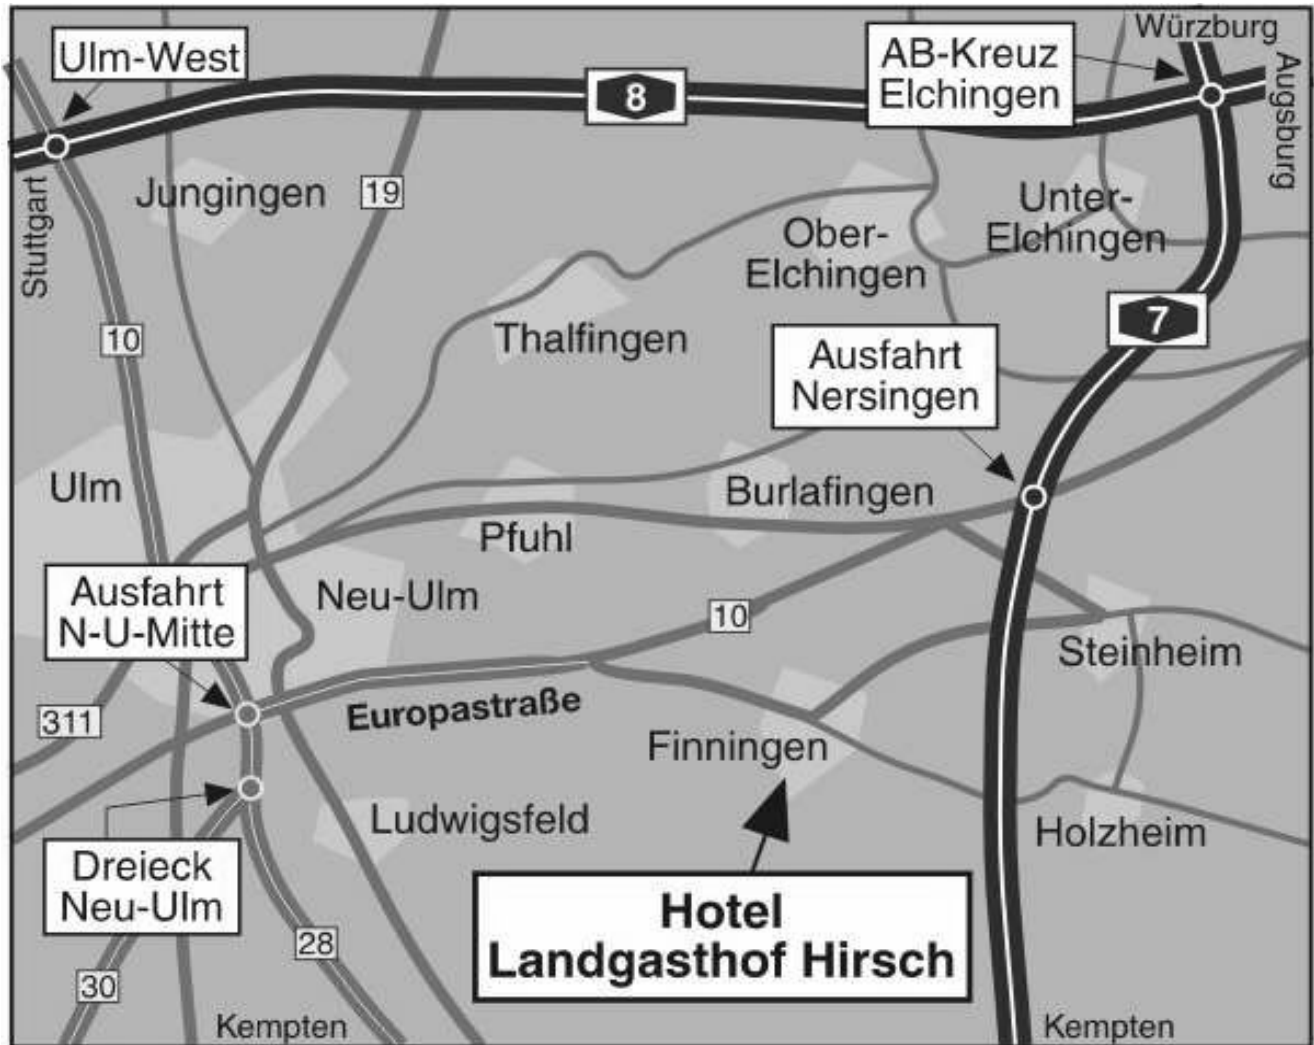 Würzburg
Ulm-West
AB-Kreuz
Elchingen
8
Augsburg
Stuttgart
Jungingen
19
Unter-
Elchingen
Ober-
Elchingen
10
Thalfingen
7
Ausfahrt
Nersingen
Ulm
Burlafingen
Pfuhl
Ausfahrt
N-U-Mitte
Neu-Ulm
10
Steinheim
311
Europastraße
Finningen
Ludwigsfeld
Holzheim
Dreieck
Neu-Ulm
Hotel
Landgasthof Hirsch
28
30
Kempten
Kempten